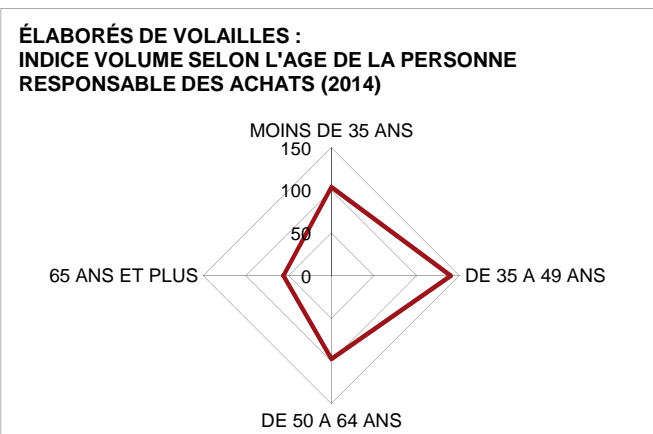 ÉLABORÉS DE VOLAILLES :
INDICE VOLUME SELON L'AGE DE LA PERSONNE
RESPONSABLE DES ACHATS (2014)
MOINS DE 35 ANS
150
100
50
0
65 ANS ET PLUS
DE 35 A 49 ANS
DE 50 A 64 ANS